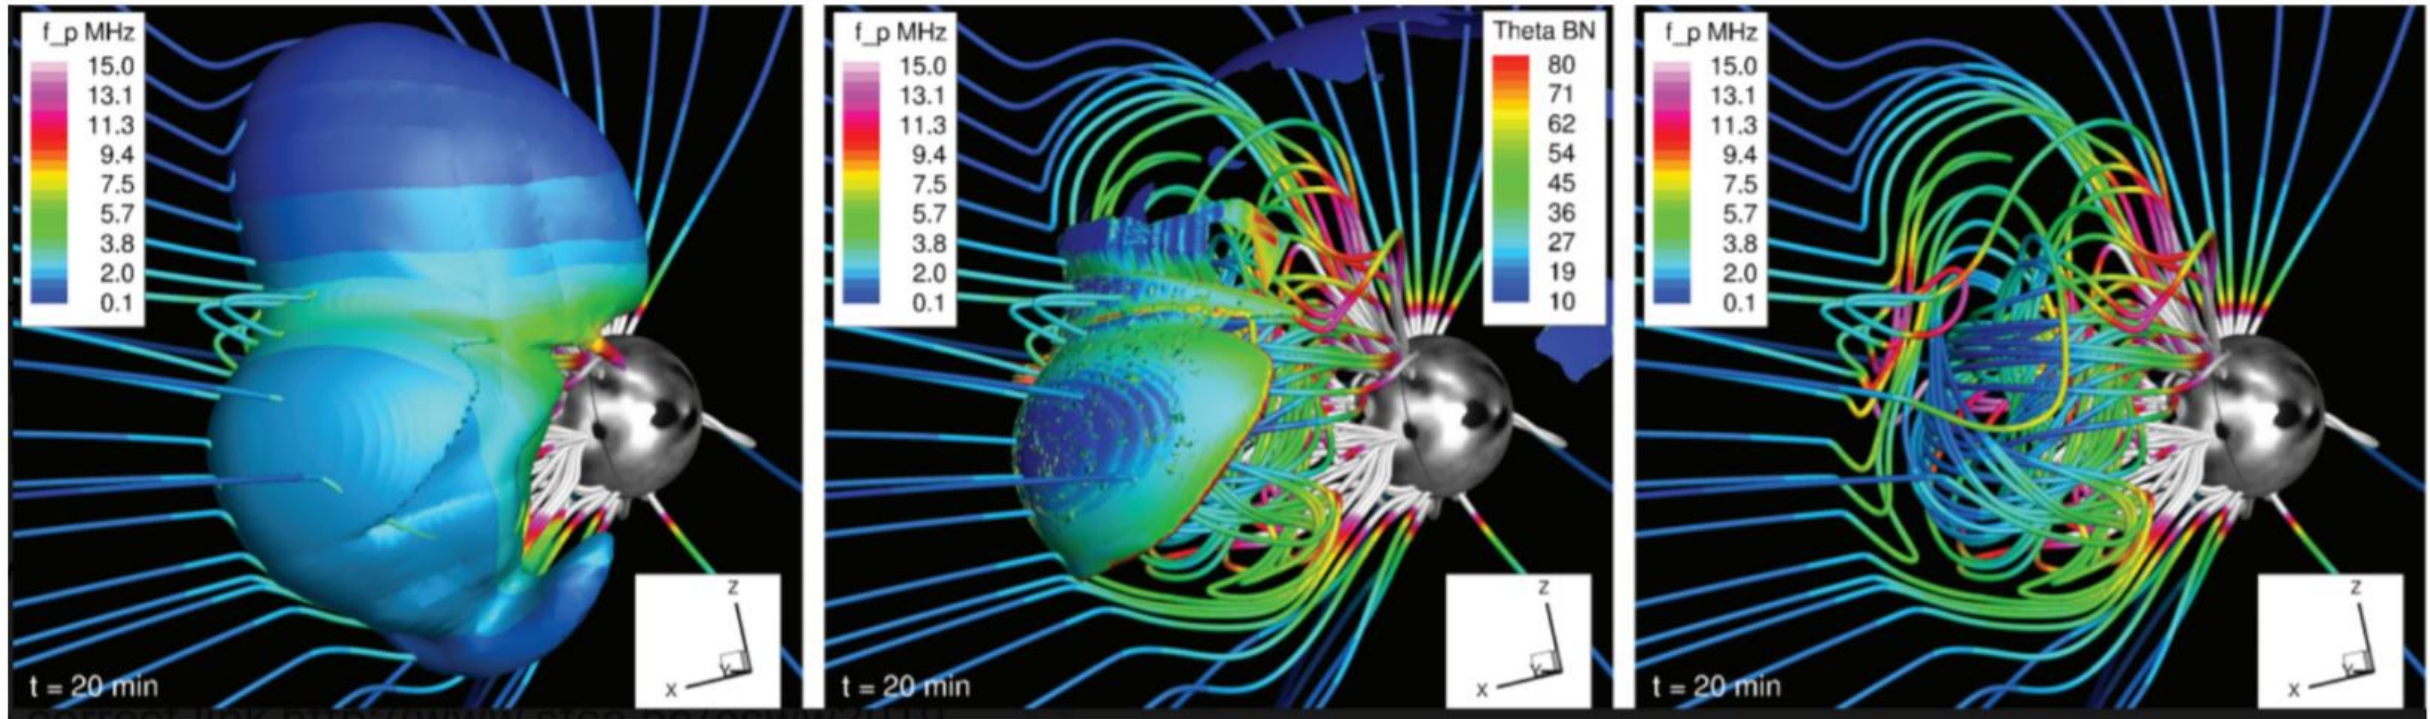 f_p MHz
15.0
13.1
11.3
9.4
7.5
5.7
3.8
2.0
0.1
t = 20 min
z
Y
x
f_p MHz
15.0
13.1
11.3
9.4
7.5
5.7
3.8
2.0
0.1
Theta BN
80
71
62
54
45
36
27
19
10
t = 20 min
z
Y
x
f_p MHz
15.0
13.1
11.3
9.4
7.5
5.7
3.8
2.0
0.1
t = 20 min
z
Y
x
correct link